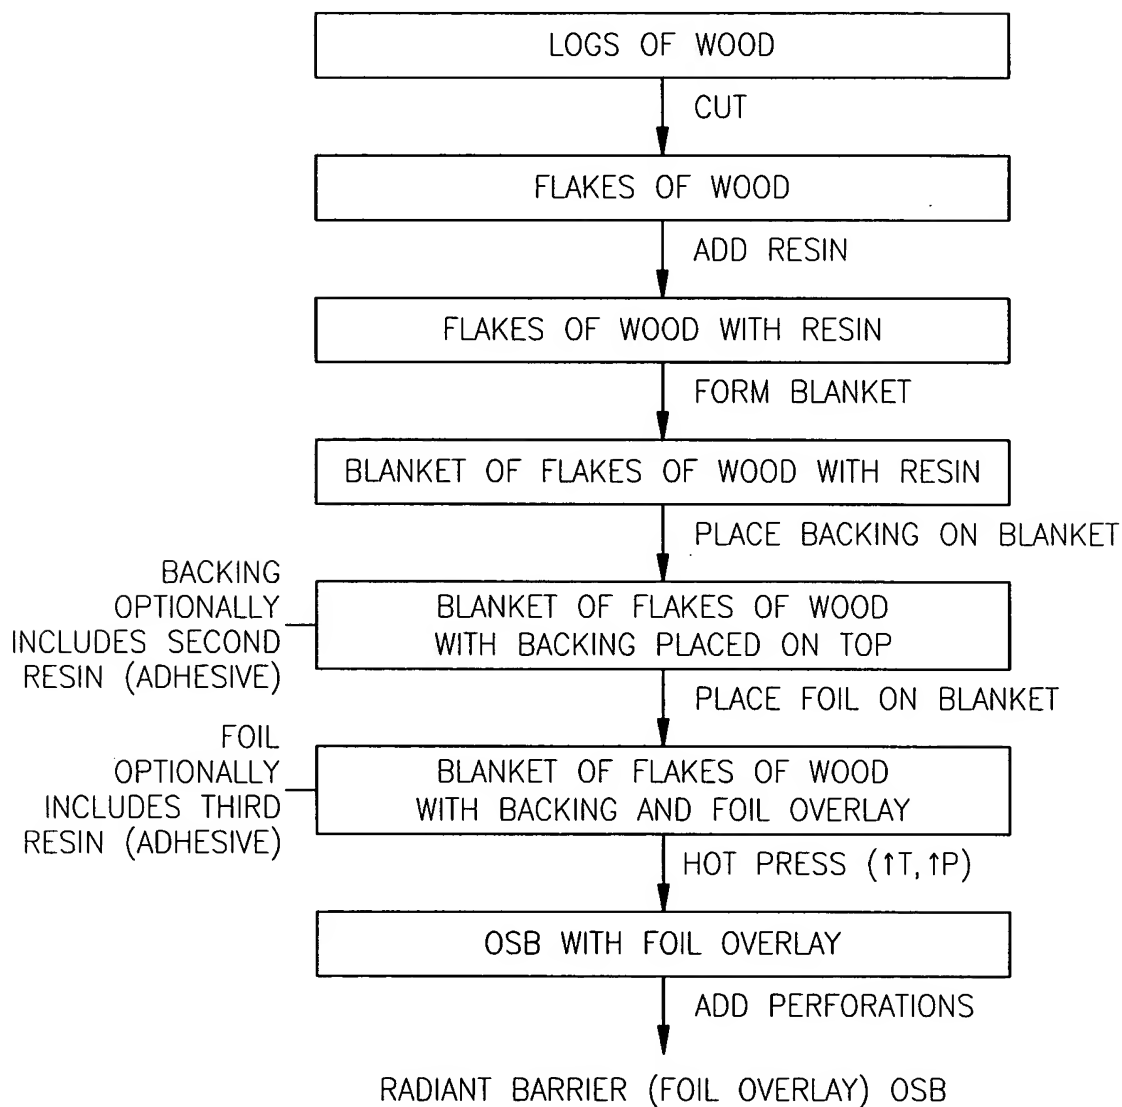 LOGS OF WOOD
CUT
FLAKES OF WOOD
ADD RESIN
FLAKES OF WOOD WITH RESIN
FORM BLANKET
BLANKET OF FLAKES OF WOOD WITH RESIN
PLACE BACKING ON BLANKET
BACKING
OPTIONALLY
INCLUDES SECOND
RESIN (ADHESIVE)
BLANKET OF FLAKES OF WOOD
WITH BACKING PLACED ON TOP
PLACE FOIL ON BLANKET
FOIL
OPTIONALLY
INCLUDES THIRD
RESIN (ADHESIVE)
BLANKET OF FLAKES OF WOOD
WITH BACKING AND FOIL OVERLAY
HOT PRESS (↑T,↑P)
OSB WITH FOIL OVERLAY
ADD PERFORATIONS
RADIANT BARRIER (FOIL OVERLAY) OSB